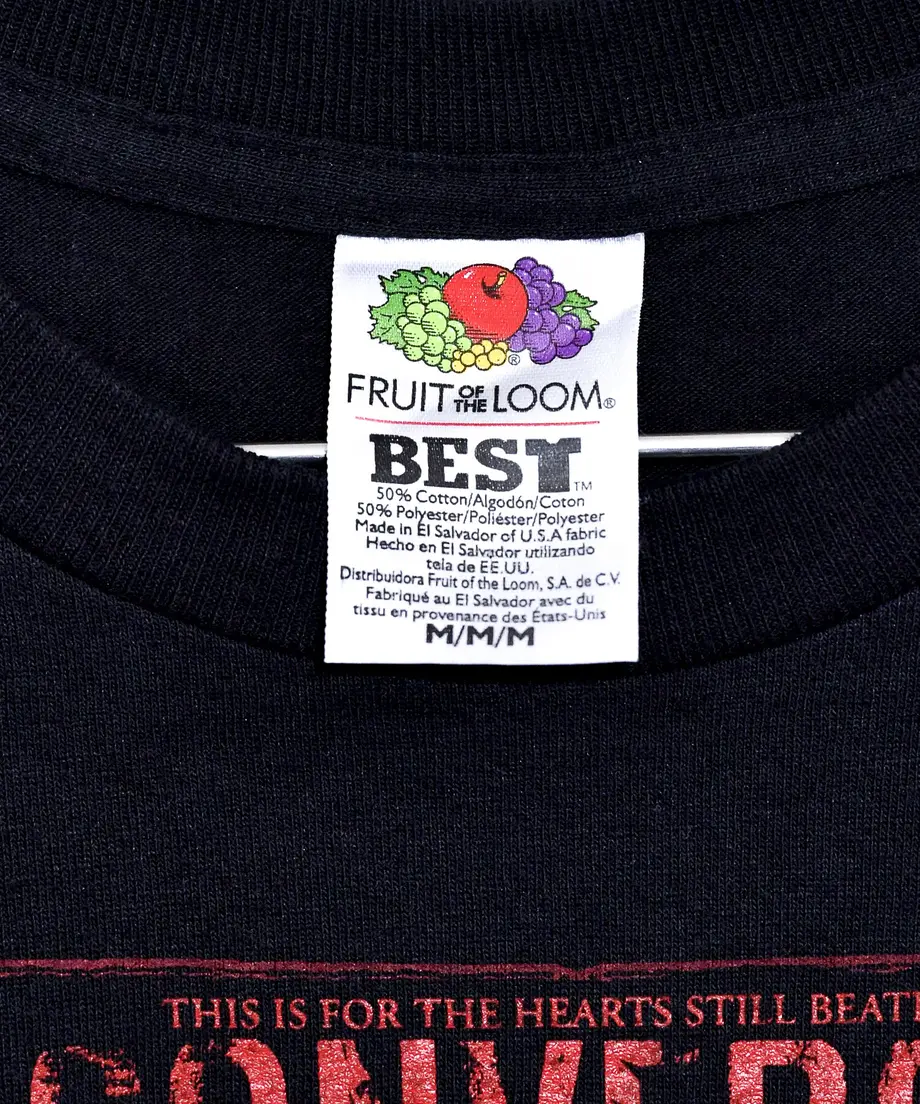 FRUIT OF THE LOOM®
BEST™
50% Cotton/Algodón/Coton
50% Polyester/Poliéster/Polyester
Made in El Salvador of U.S.A fabric
Hecho en El Salvador utilizando
tela de EE.UU.
Distribuidora Fruit of the Loom, S.A. de C.V.
Fabriqué au El Salvador avec du
tissu en provenance des États-Unis
M/M/M
THIS IS FOR THE HEARTS STILL